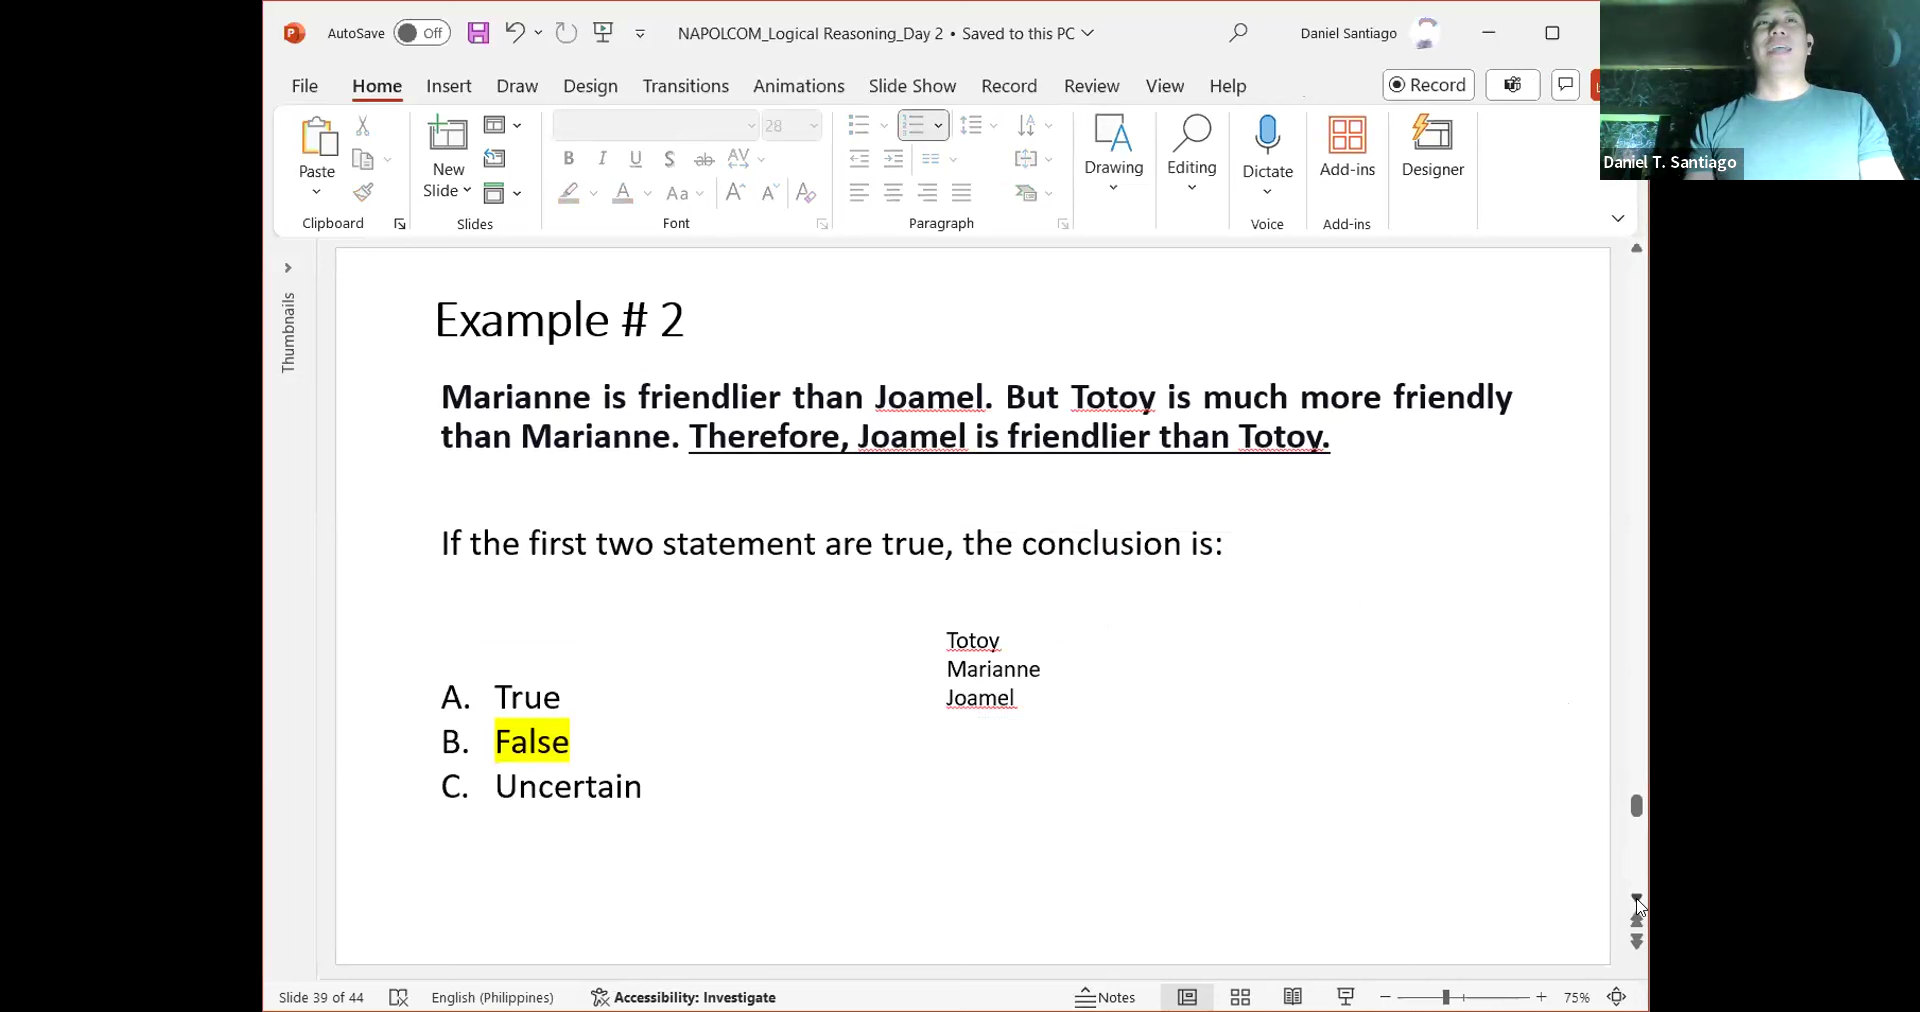 AutoSave Off NAPOLCOM_Logical Reasoning_Day 2 • Saved to this PC Daniel Santiago
File Home Insert Draw Design Transitions Animations Slide Show Record Review View Help Record
Paste New Slide 28 Drawing Editing Dictate Add-ins Designer
B I U S ab AV
A Aa A A A
Clipboard Slides Font Paragraph Voice Add-ins
Daniel T. Santiago
Thumbnails
Example # 2
Marianne is friendlier than Joamel. But Totoy is much more friendly
than Marianne. Therefore, Joamel is friendlier than Totoy.
If the first two statement are true, the conclusion is:
Totoy
Marianne
Joamel
A. True
B. False
C. Uncertain
Slide 39 of 44 English (Philippines) Accessibility: Investigate Notes 75%